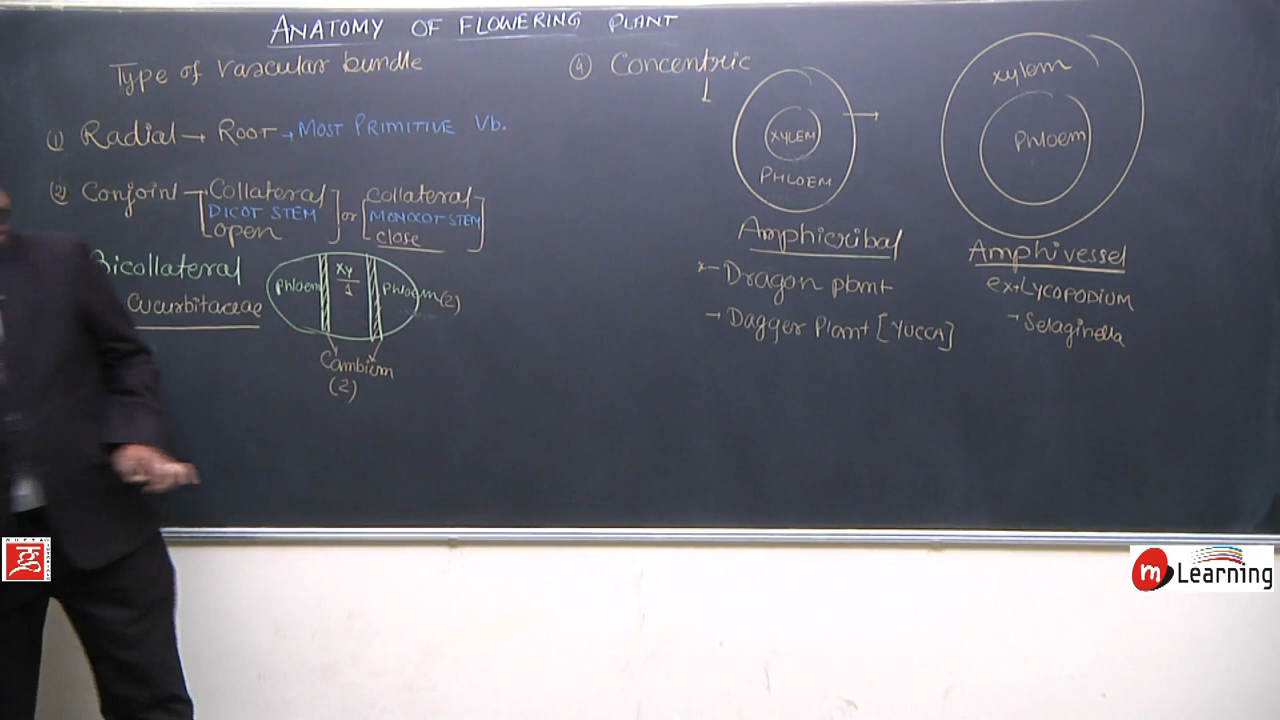 ANATOMY OF FLOWERING PLANT
Type of vascular bundle
(1) Radial → ROOT → MOST PRIMITIVE Vb.
(2) Conjoint → Collateral or Collateral
DICOT STEM MONOCOT STEM
open close
Bicollateral
Cucurbitaceae
Phloem Xy Phloem (2)
1
Cambium
(2)
(4) Concentric
XYLEM
PHLOEM
Amphicribal
x- Dragon plant
→ Dagger Plant [YUCCA]
xylem
Phloem
Amphivessel
ex→ LYCOPODIUM
→ Selaginella
m Learning